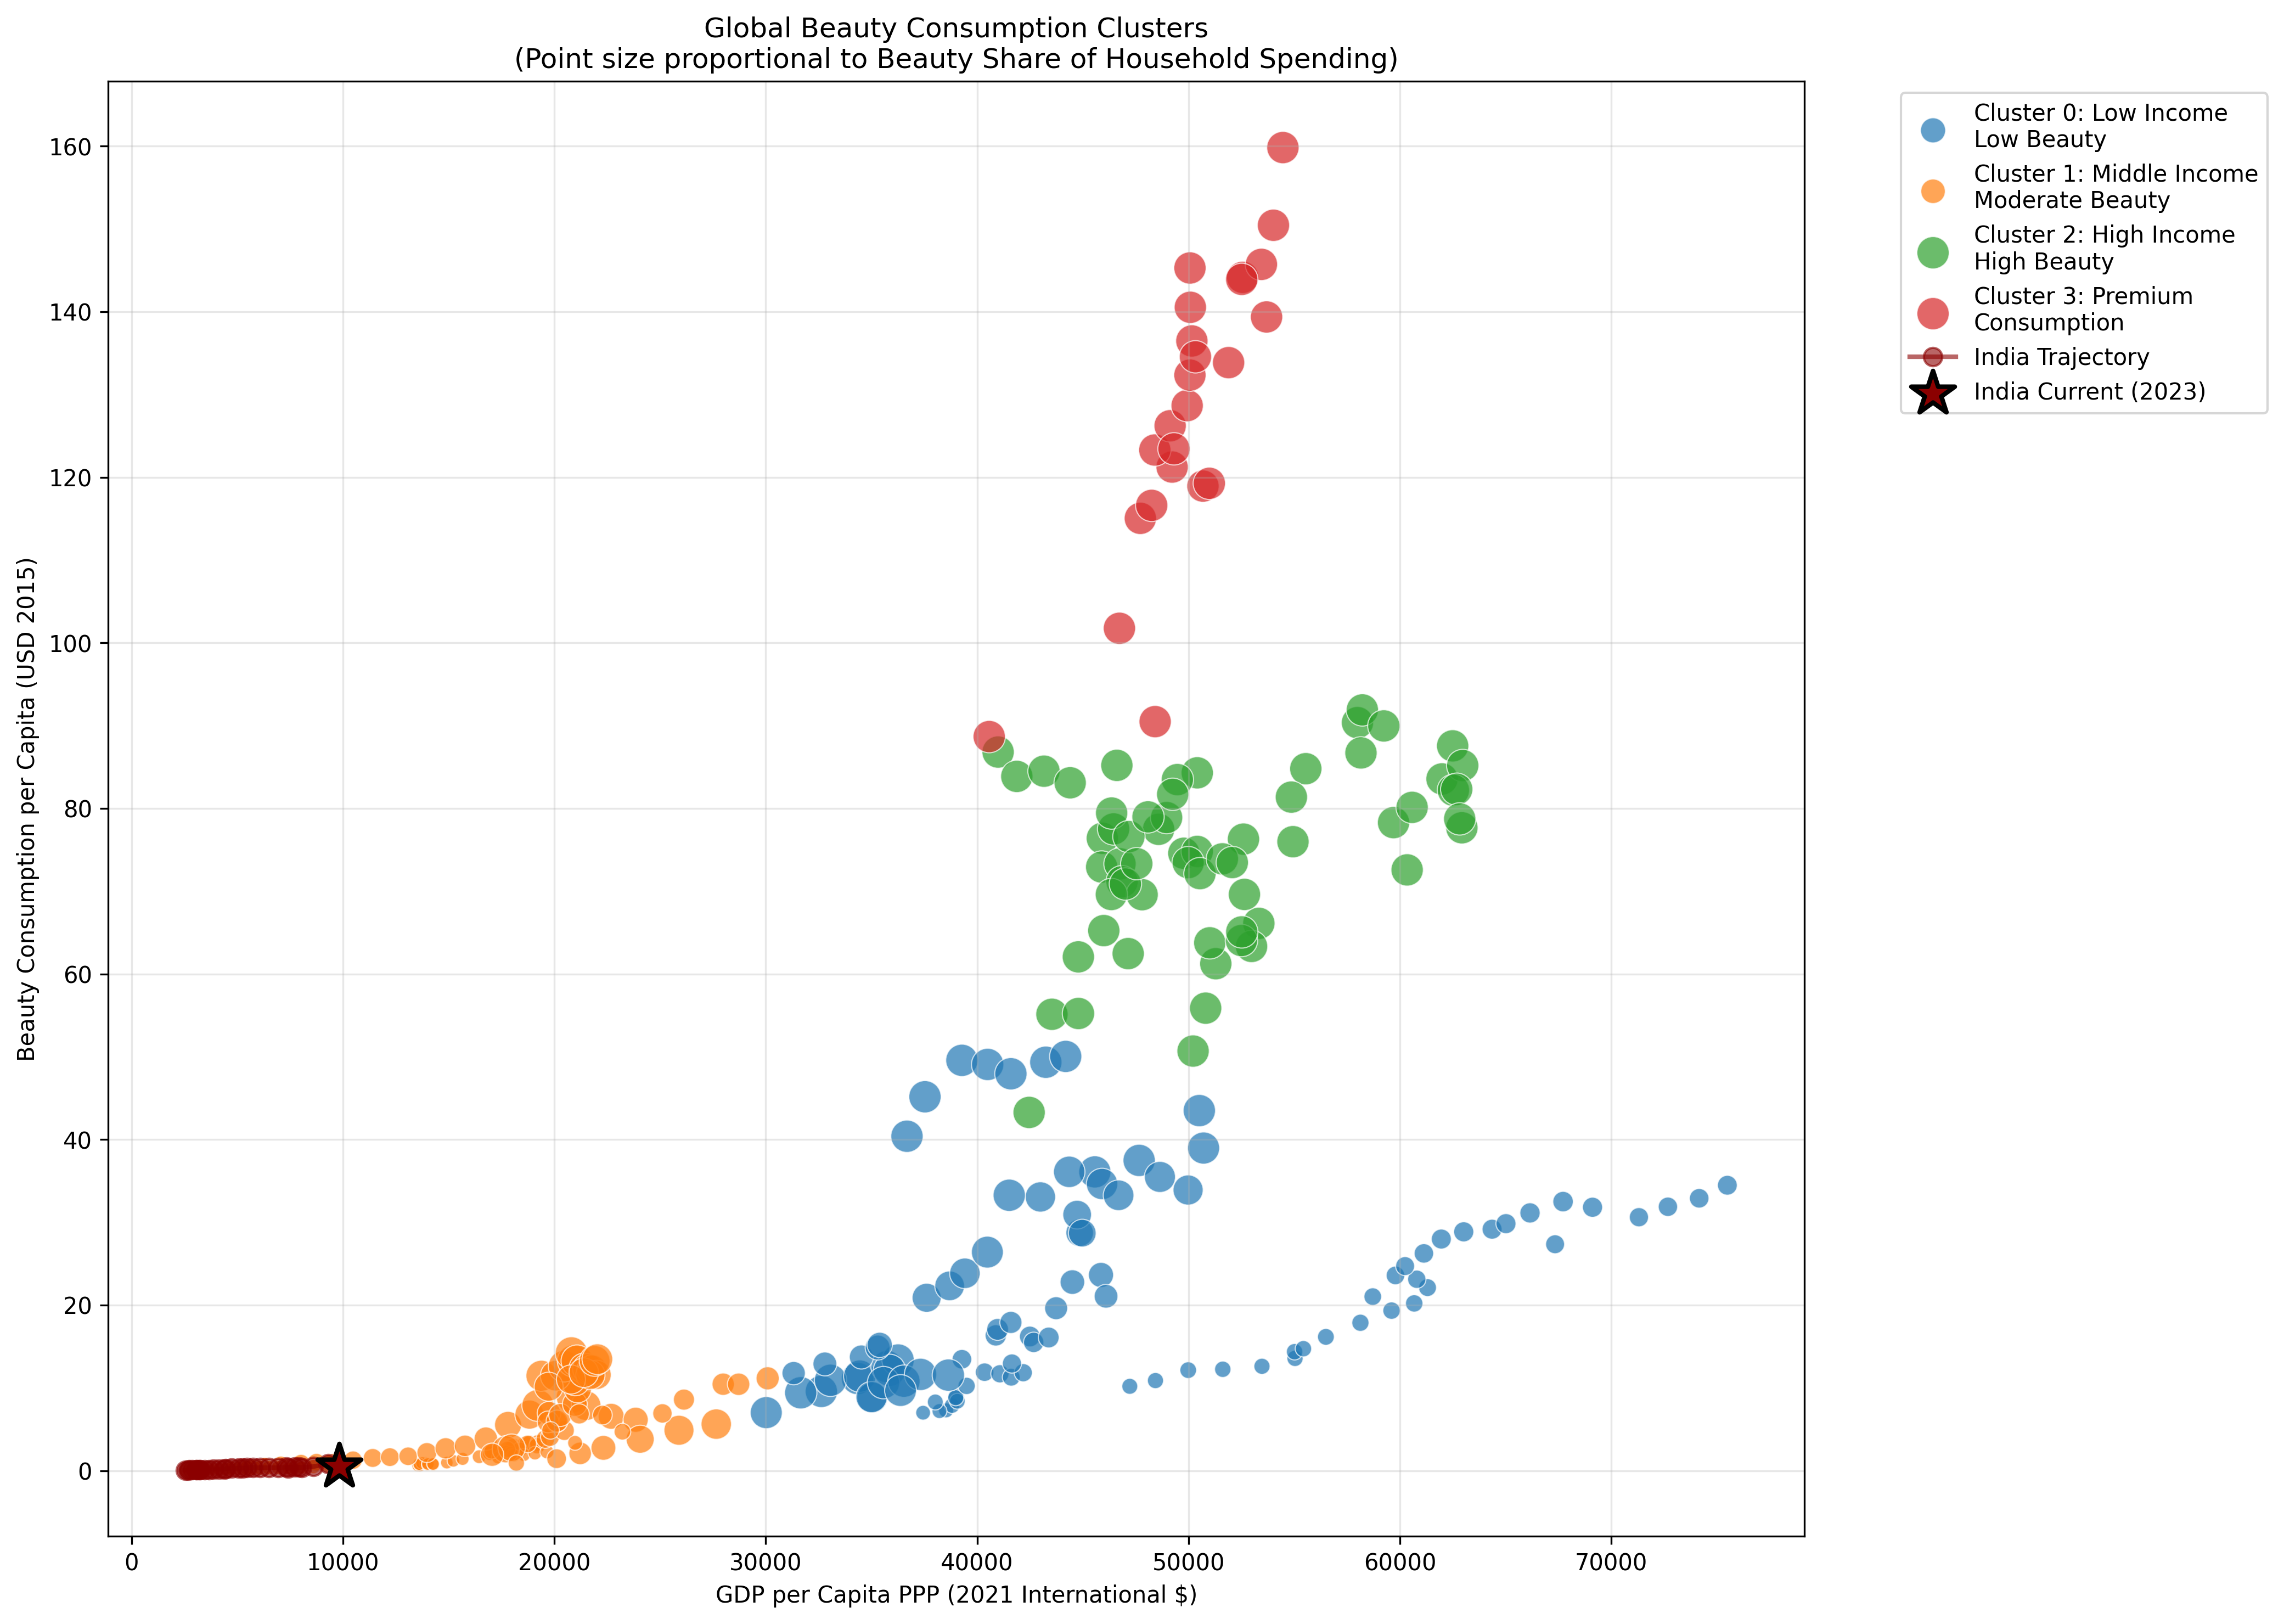 Global Beauty Consumption Clusters
(Point size proportional to Beauty Share of Household Spending)
Beauty Consumption per Capita (USD 2015)
160
140
120
100
80
60
40
20
0
0
10000
20000
30000
40000
50000
60000
70000
GDP per Capita PPP (2021 International $)
Cluster 0: Low Income
Low Beauty
Cluster 1: Middle Income
Moderate Beauty
Cluster 2: High Income
High Beauty
Cluster 3: Premium
Consumption
India Trajectory
India Current (2023)